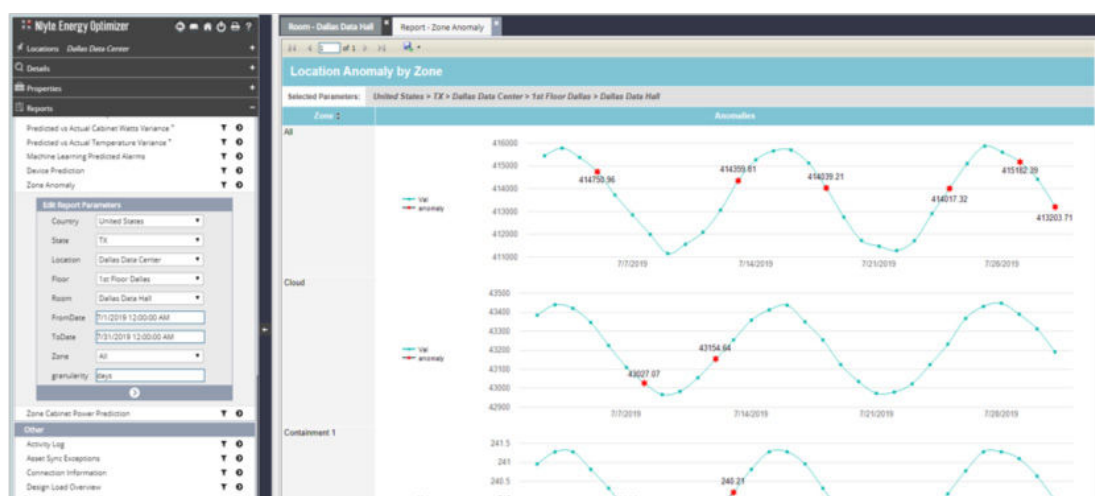 Nlyte Energy Optimizer
?
Locations Dallas Data Center +
Details +
Properties +
Reports −
Predicted vs Actual Cabinet Watts Variance *
Predicted vs Actual Temperature Variance *
Machine Learning Predicted Alarms
Device Prediction
Zone Anomaly
Edit Report Parameters
Country United States
State TX
Location Dallas Data Center
Floor 1st Floor Dallas
Room Dallas Data Hall
FromDate 7/1/2019 12:00:00 AM
ToDate 7/31/2019 12:00:00 AM
Zone All
granularity days
Zone Cabinet Power Prediction
Other
Activity Log
Asset Sync Exceptions
Connection Information
Design Load Overview
Room - Dallas Data Hall
Report - Zone Anomaly
1 of 1
Location Anomaly by Zone
Selected Parameters: United States > TX > Dallas Data Center > 1st Floor Dallas > Dallas Data Hall
Zone Anomalies
All
416000
415000
414000
413000
412000
411000
Val
anomaly
414750.96
414359.81
414039.21
414017.32
415162.39
413203.71
7/7/2019 7/14/2019 7/21/2019 7/28/2019
Cloud
43500
43400
43300
43200
43100
43000
42900
Val
anomaly
43027.07
43154.64
7/7/2019 7/14/2019 7/21/2019 7/28/2019
Containment 1
241.5
241
240.5
240.21